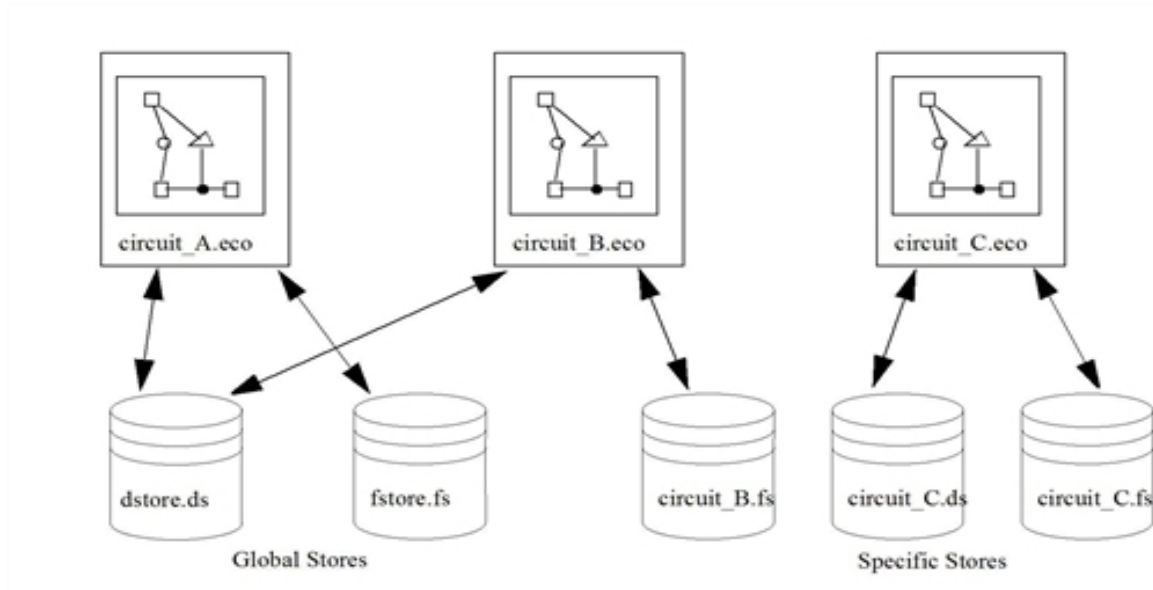 circuit_A.eco
circuit_B.eco
circuit_C.eco
dstore.ds
fstore.fs
circuit_B.fs
circuit_C.ds
circuit_C.fs
Global Stores
Specific Stores